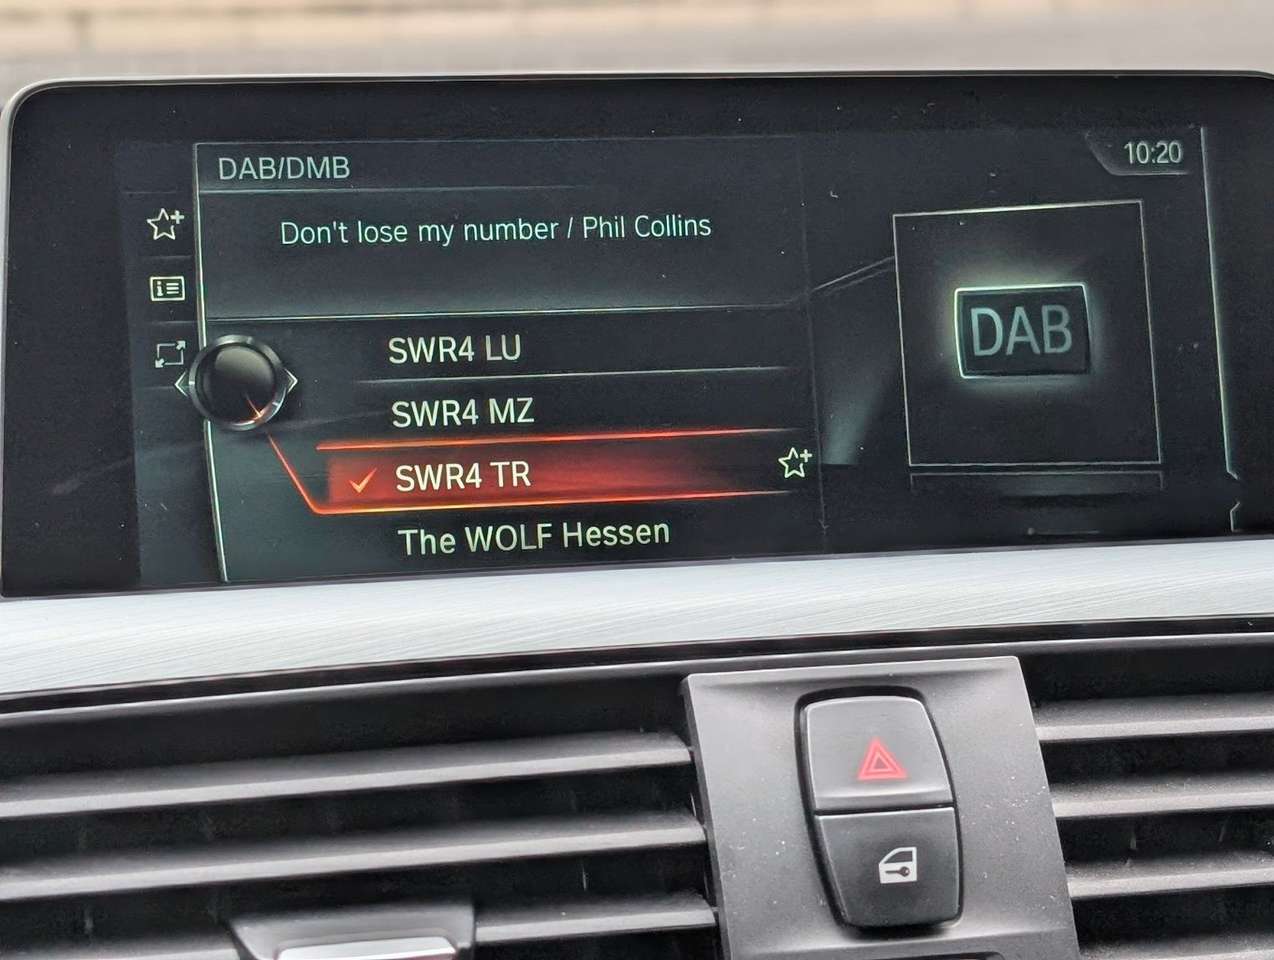 DAB/DMB
10:20
Don't lose my number / Phil Collins
DAB
SWR4 LU
SWR4 MZ
SWR4 TR
The WOLF Hessen